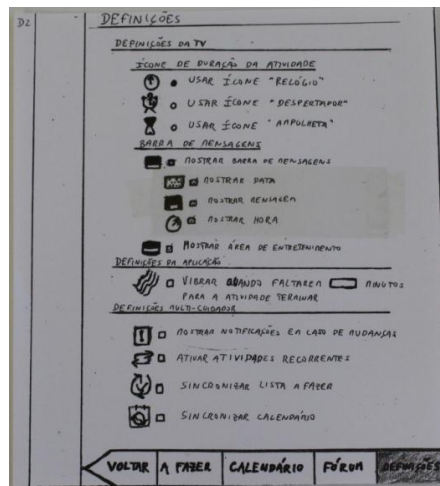 D2
DEFINIÇÕES
DEFINIÇÕES DA TV
ÍCONE DE DURAÇÃO DA ATIVIDADE
USAR ÍCONE "RELÓGIO"
USAR ÍCONE "DESPERTADOR"
USAR ÍCONE "AMPULHETA"
BARRA DE MENSAGENS
MOSTRAR BARRA DE MENSAGENS
MOSTRAR DATA
MOSTRAR MENSAGEM
MOSTRAR HORA
MOSTRAR ÁREA DE ENTRETENIMENTO
DEFINIÇÕES DA APLICAÇÃO
VIBRAR QUANDO FALTAREM MINUTOS
PARA A ATIVIDADE TERMINAR
DEFINIÇÕES MULTI-CUIDADOR
MOSTRAR NOTIFICAÇÕES EM CASO DE MUDANÇAS
ATIVAR ATIVIDADES RECORRENTES
SINCRONIZAR LISTA A FAZER
SINCRONIZAR CALENDÁRIO
VOLTAR A FAZER CALENDÁRIO FÓRUM DEFINIÇÕES